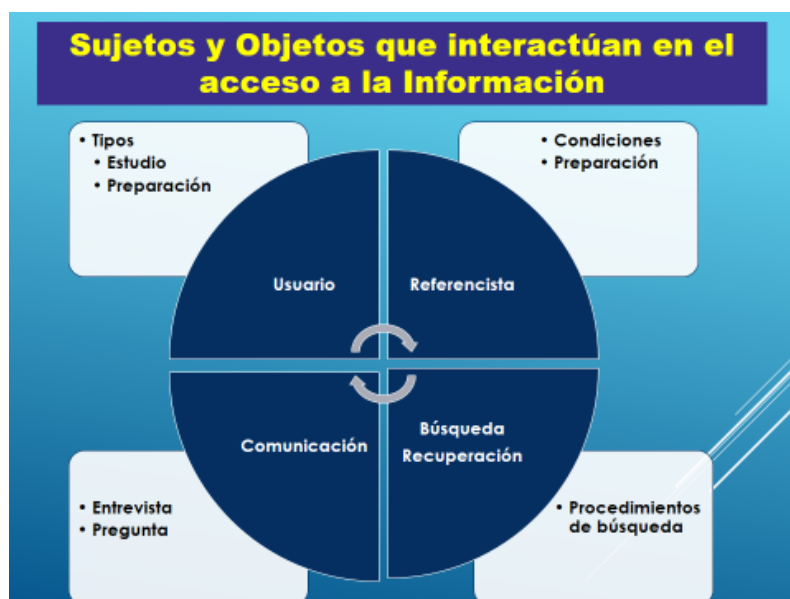 Sujetos y Objetos que interactúan en el
acceso a la Información
• Tipos
• Estudio
• Preparación
• Condiciones
• Preparación
Usuario
Referencista
Comunicación
Búsqueda
Recuperación
• Entrevista
• Pregunta
• Procedimientos
de búsqueda